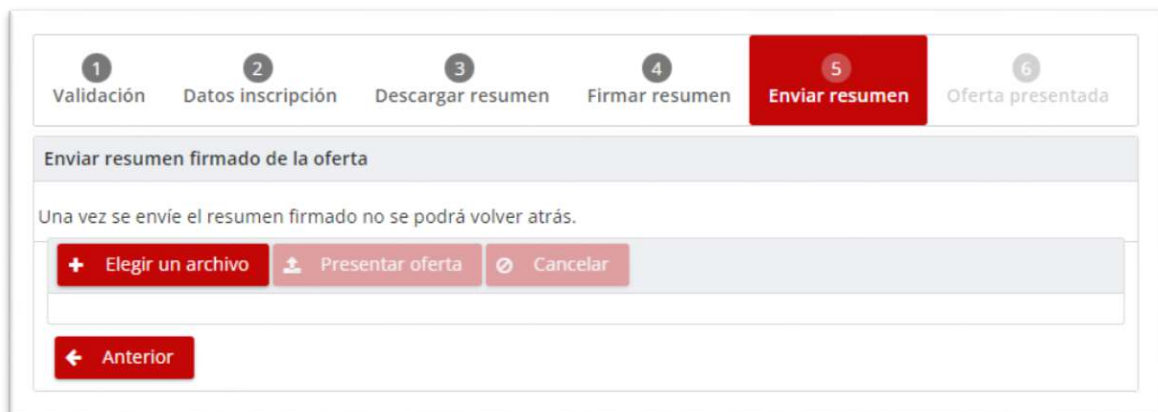 1 2 3 4 5 6
Validación Datos inscripción Descargar resumen Firmar resumen Enviar resumen Oferta presentada
Enviar resumen firmado de la oferta
Una vez se envíe el resumen firmado no se podrá volver atrás.
Elegir un archivo Presentar oferta Cancelar
Anterior